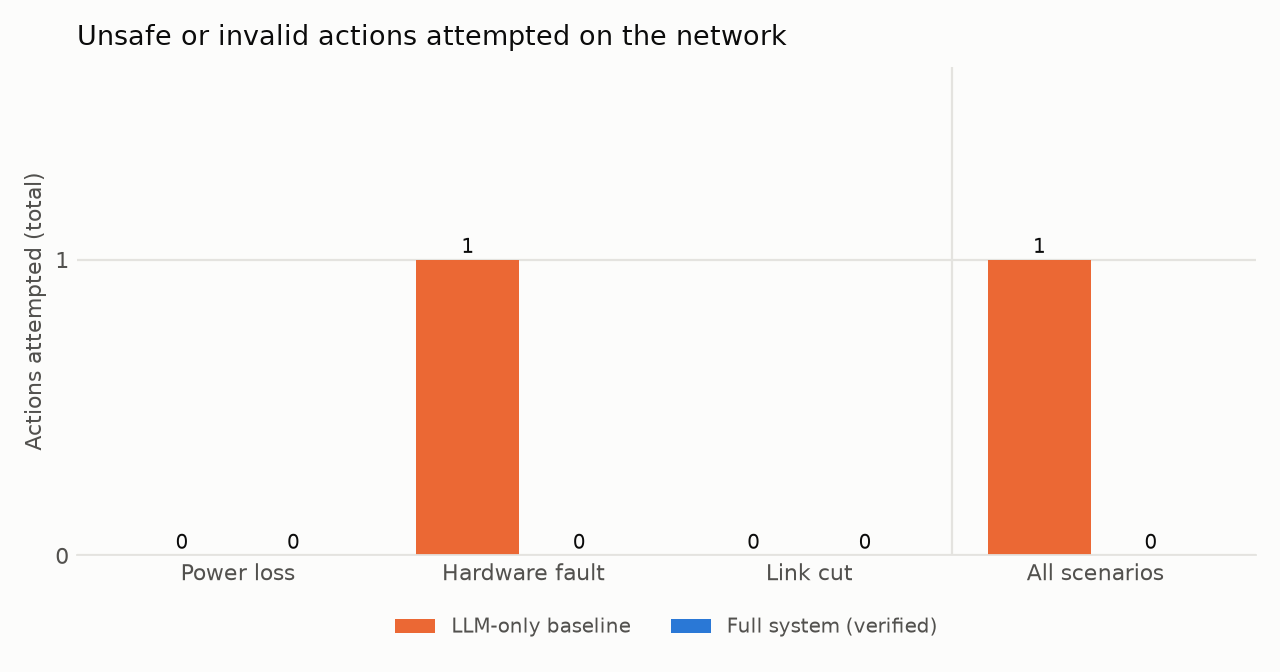 Unsafe or invalid actions attempted on the network
Actions attempted (total)
1
0
0 0 1 0 0 0 1 0
Power loss Hardware fault Link cut All scenarios
LLM-only baseline Full system (verified)